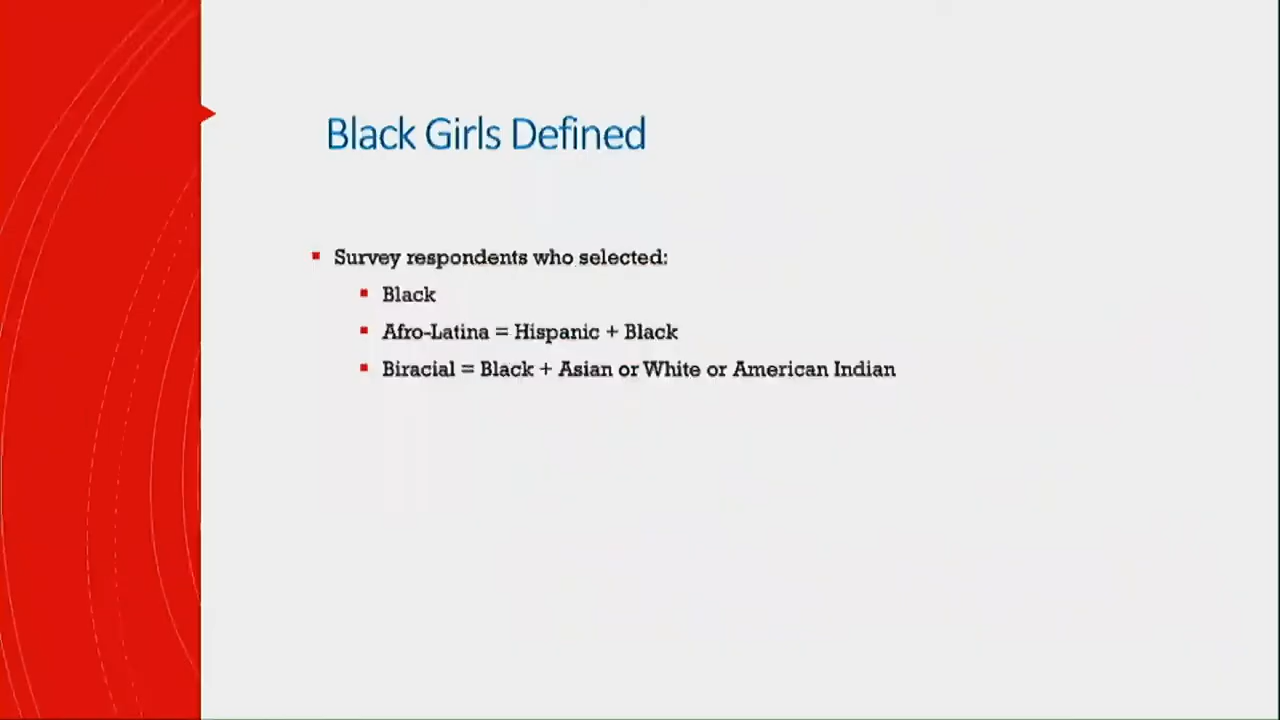 Black Girls Defined
Survey respondents who selected:
Black
Afro-Latina = Hispanic + Black
Biracial = Black + Asian or White or American Indian